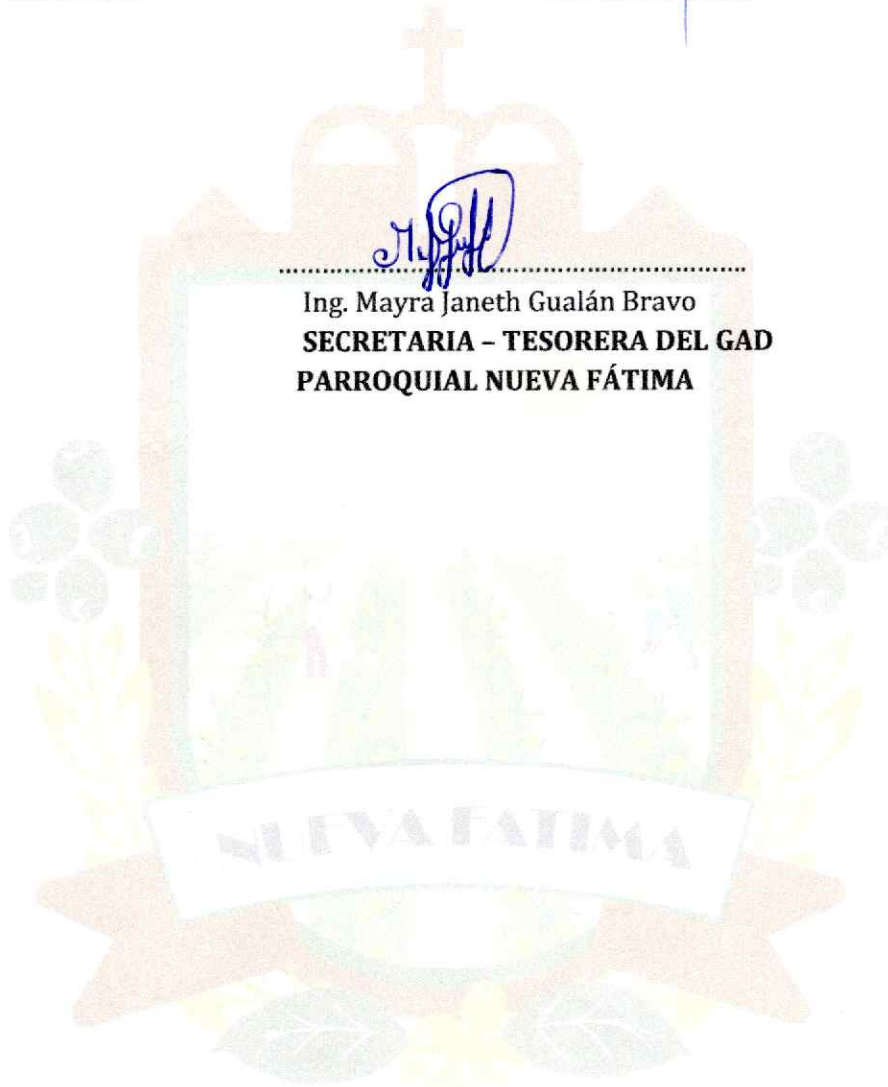 Ing. Mayra Janeth Gualán Bravo
SECRETARIA – TESORERA DEL GAD
PARROQUIAL NUEVA FÁTIMA
NUEVA FATIMA